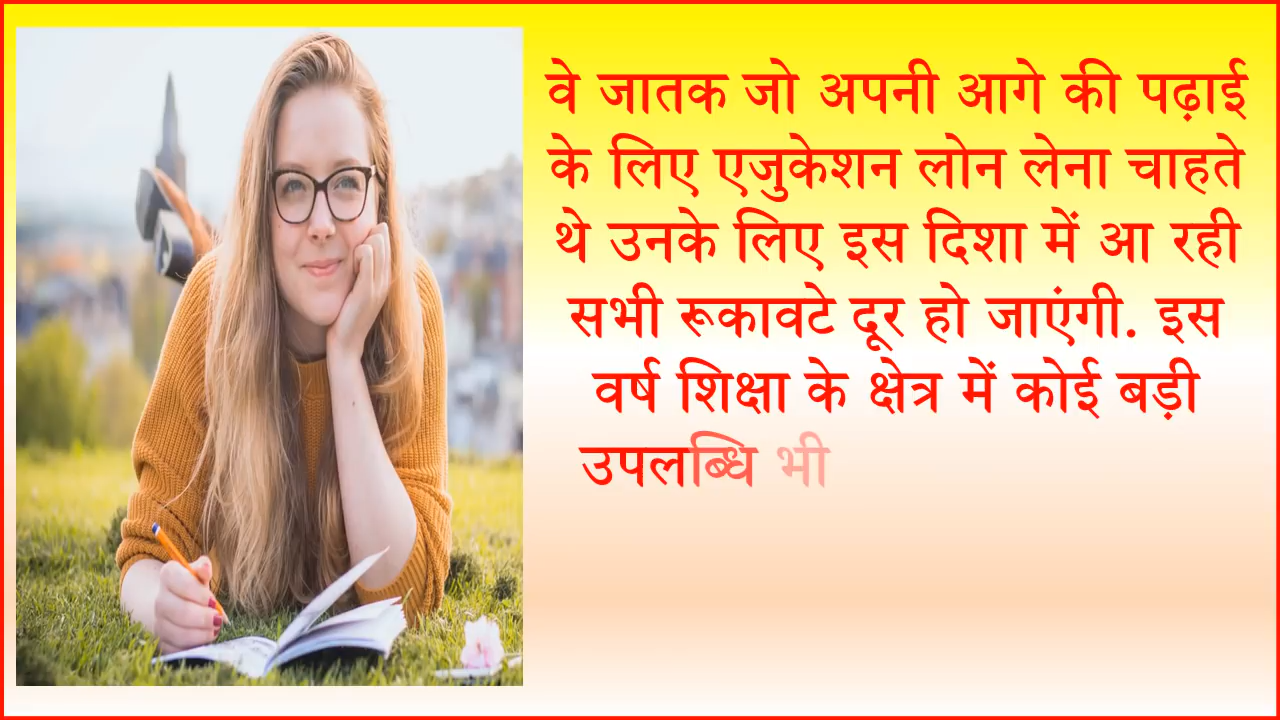 वे जातक जो अपनी आगे की पढ़ाई
के लिए एजुकेशन लोन लेना चाहते
थे उनके लिए इस दिशा में आ रही
सभी रूकावटे दूर हो जाएंगी. इस
वर्ष शिक्षा के क्षेत्र में कोई बड़ी
उपलब्धि भी